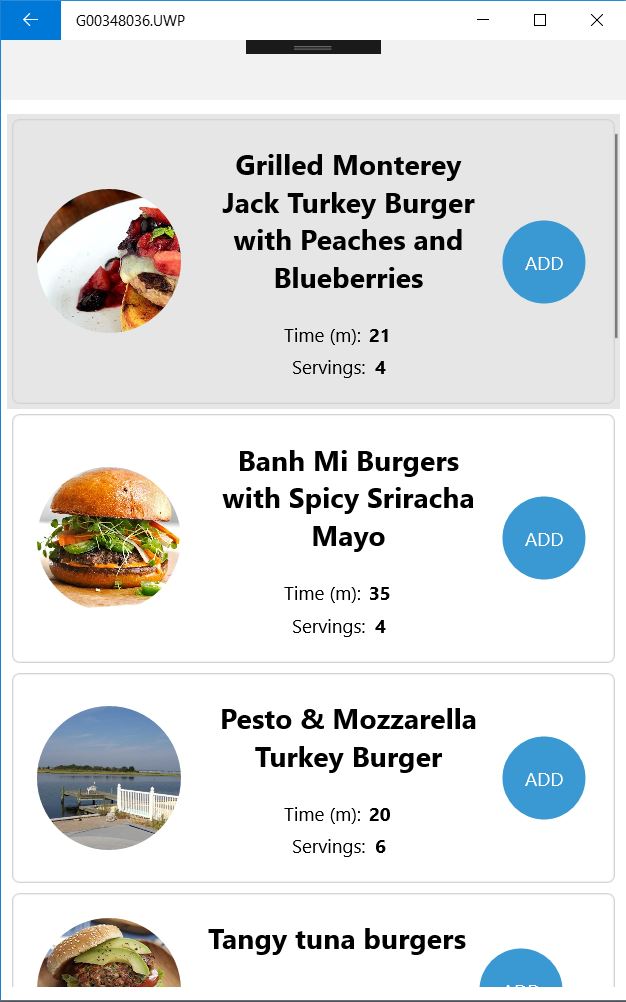 G00348036.UWP
Grilled Monterey
Jack Turkey Burger
with Peaches and
Blueberries
ADD
Time (m): 21
Servings: 4
Banh Mi Burgers
with Spicy Sriracha
Mayo
ADD
Time (m): 35
Servings: 4
Pesto & Mozzarella
Turkey Burger
ADD
Time (m): 20
Servings: 6
Tangy tuna burgers
ADD